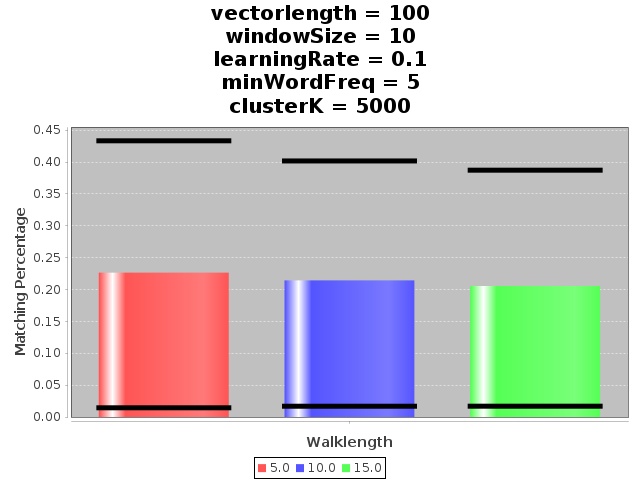 vectorlength = 100
windowSize = 10
learningRate = 0.1
minWordFreq = 5
clusterK = 5000
0.45
0.40
0.35
0.30
0.25
0.20
0.15
0.10
0.05
0.00
Matching Percentage
Walklength
5.0 10.0 15.0